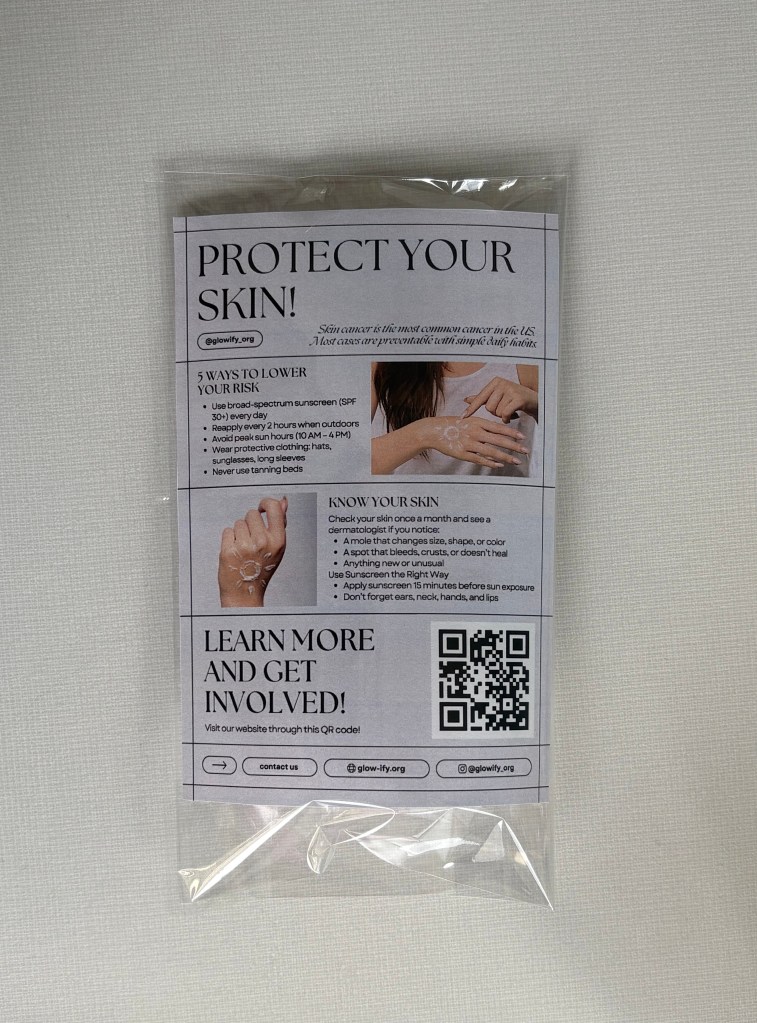 PROTECT YOUR
SKIN!
@glowify_org
Skin cancer is the most common cancer in the US.
Most cases are preventable with simple daily habits.
5 WAYS TO LOWER
YOUR RISK
• Use broad-spectrum sunscreen (SPF
30+) every day
• Reapply every 2 hours when outdoors
• Avoid peak sun hours (10 AM – 4 PM)
• Wear protective clothing: hats,
sunglasses, long sleeves
• Never use tanning beds
KNOW YOUR SKIN
Check your skin once a month and see a
dermatologist if you notice:
• A mole that changes size, shape, or color
• A spot that bleeds, crusts, or doesn't heal
• Anything new or unusual
Use Sunscreen the Right Way
• Apply sunscreen 15 minutes before sun exposure
• Don't forget ears, neck, hands, and lips
LEARN MORE
AND GET
INVOLVED!
Visit our website through this QR code!
contact us
glow-ify.org
@glowify_org